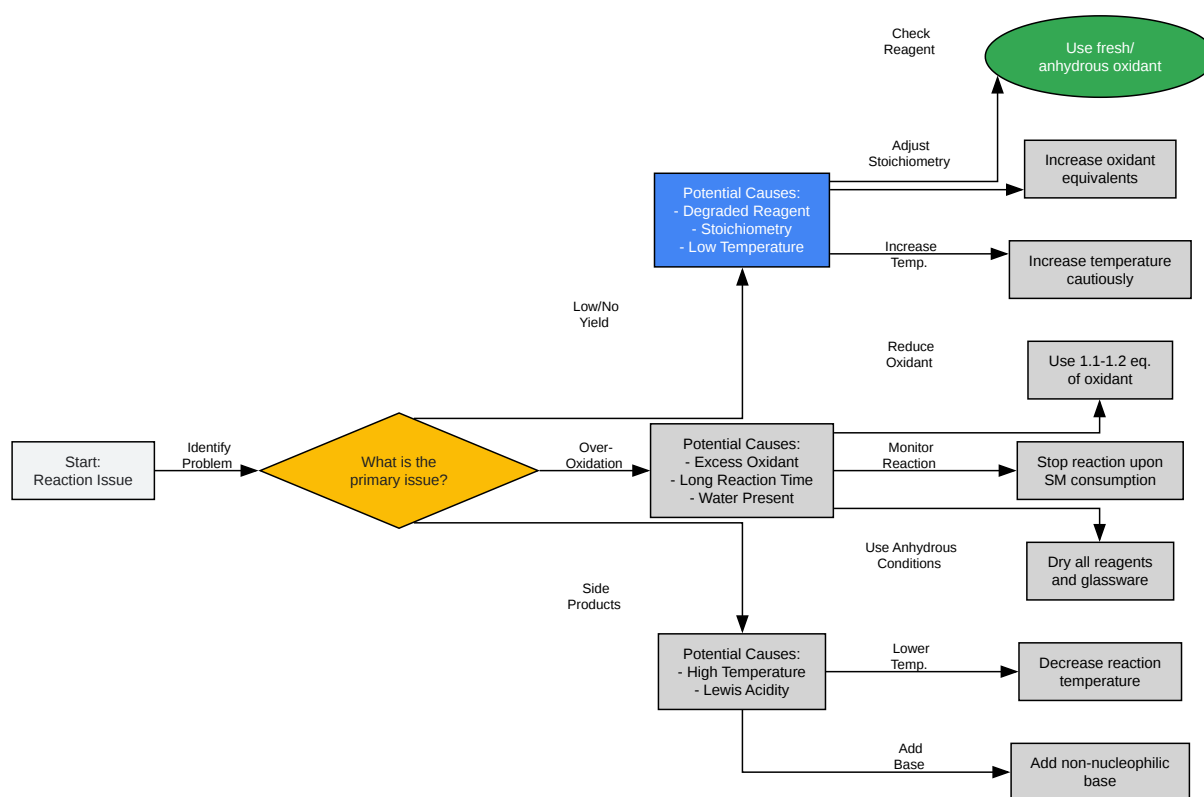 Check
Reagent
Use fresh/
anhydrous oxidant
Adjust
Stoichiometry
Increase oxidant
equivalents
Potential Causes:
- Degraded Reagent
- Stoichiometry
- Low Temperature
Increase
Temp.
Increase temperature
cautiously
Low/No
Yield
Reduce
Oxidant
Use 1.1-1.2 eq.
of oxidant
Start:
Reaction Issue
Identify
Problem
What is the
primary issue?
Over-
Oxidation
Potential Causes:
- Excess Oxidant
- Long Reaction Time
- Water Present
Monitor
Reaction
Stop reaction upon
SM consumption
Use Anhydrous
Conditions
Dry all reagents
and glassware
Side
Products
Potential Causes:
- High Temperature
- Lewis Acidity
Lower
Temp.
Decrease reaction
temperature
Add
Base
Add non-nucleophilic
base